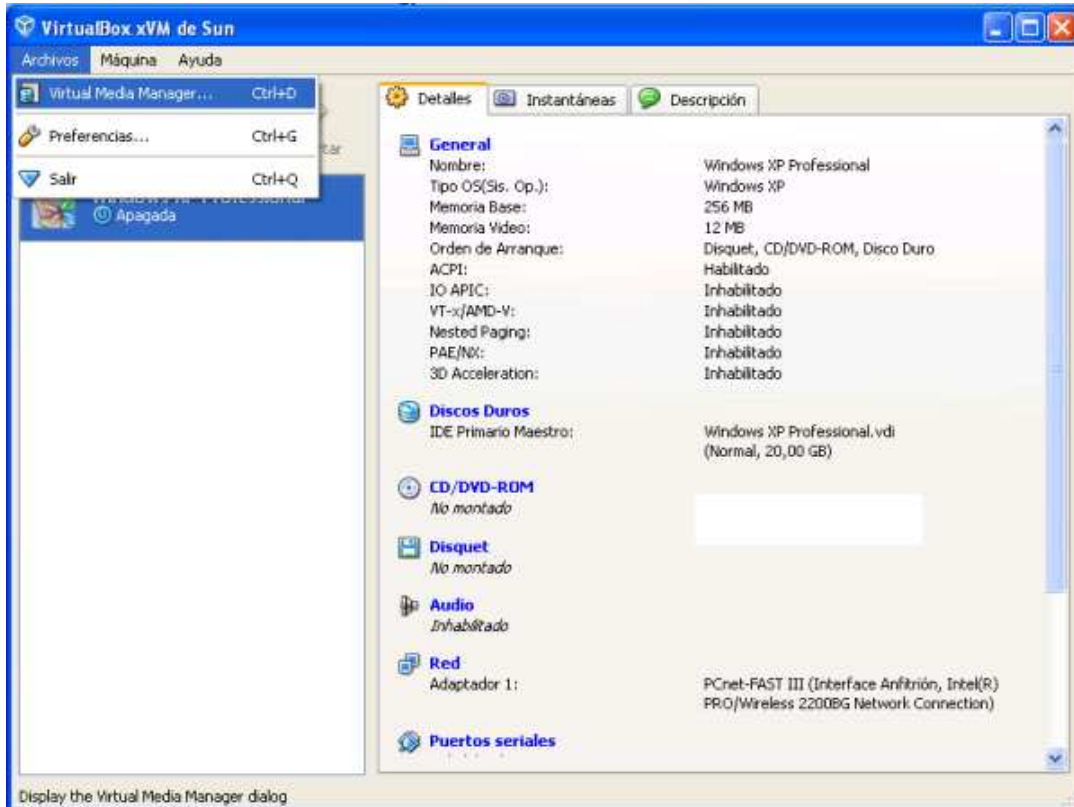 VirtualBox xVM de Sun
Archivos Máquina Ayuda
Virtual Media Manager... Ctrl+D
Preferencias... Ctrl+G
Salir Ctrl+Q
tar
Windows XP Professional
Apagada
Detalles Instantáneas Descripción
General
Nombre: Windows XP Professional
Tipo OS(Sis. Op.): Windows XP
Memoria Base: 256 MB
Memoria Video: 12 MB
Orden de Arranque: Disquet, CD/DVD-ROM, Disco Duro
ACPI: Habilitado
IO APIC: Inhabilitado
VT-x/AMD-V: Inhabilitado
Nested Paging: Inhabilitado
PAE/NX: Inhabilitado
3D Acceleration: Inhabilitado
Discos Duros
IDE Primario Maestro: Windows XP Professional.vdi
(Normal, 20,00 GB)
CD/DVD-ROM
No montado
Disquet
No montado
Audio
Inhabilitado
Red
Adaptador 1: PCnet-FAST III (Interface Anfitrión, Intel(R)
PRO/Wireless 2200BG Network Connection)
Puertos seriales
Display the Virtual Media Manager dialog